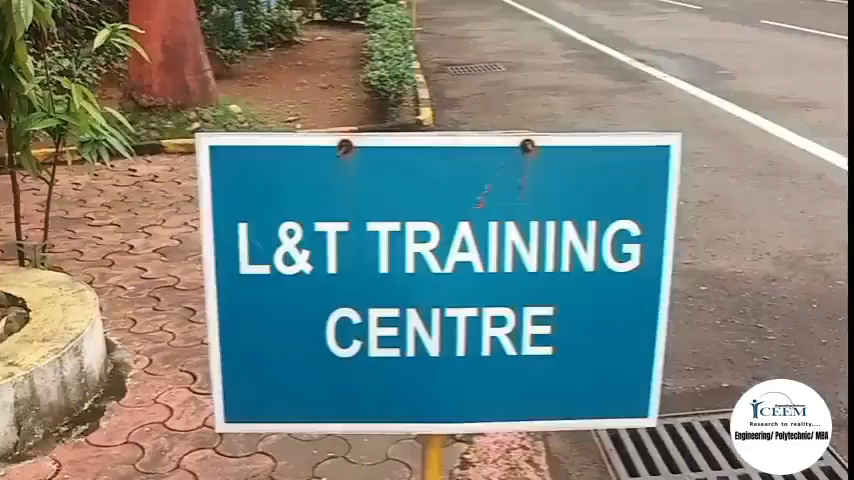 L&T TRAINING
CENTRE
ICEEM
Research to reality....
Engineering/ Polytechnic/ MBA